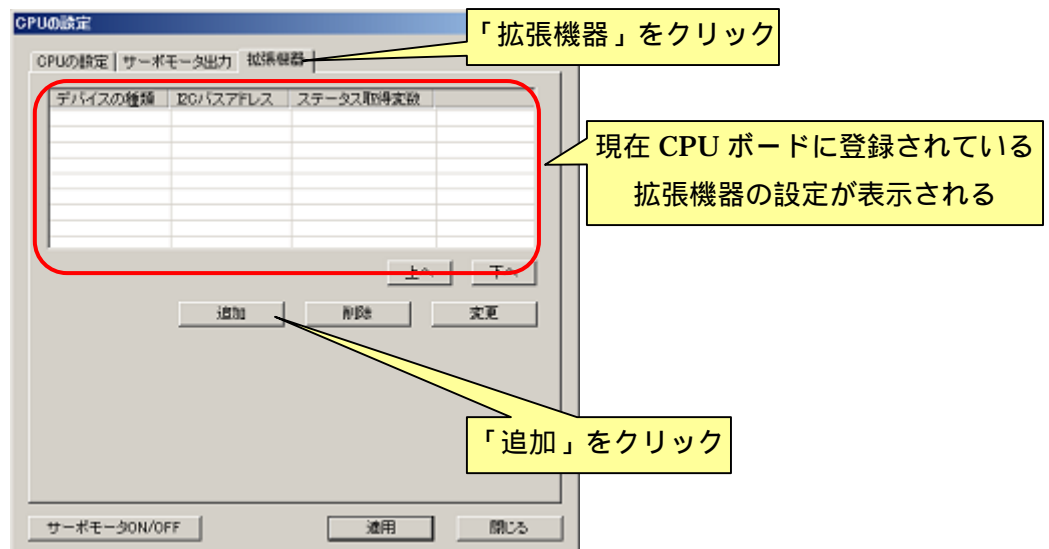 CPUの設定
「拡張機器」をクリック
CPUの設定 サーボモータ出力 拡張機器
デバイスの種類 I2Cバスアドレス ステータス取得変数
現在 CPU ボードに登録されている
拡張機器の設定が表示される
上へ 下へ
追加 削除 変更
「追加」をクリック
サーボモータON/OFF 適用 閉じる